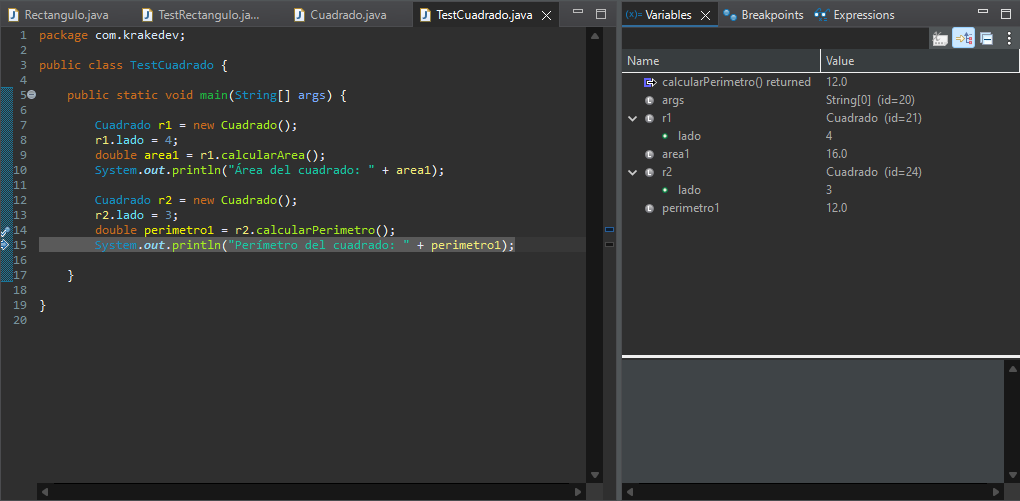 Rectangulo.java
TestRectangulo.ja...
Cuadrado.java
TestCuadrado.java
1 package com.krakedev;
2
3 public class TestCuadrado {
4
5 public static void main(String[] args) {
6
7 Cuadrado r1 = new Cuadrado();
8 r1.lado = 4;
9 double area1 = r1.calcularArea();
10 System.out.println("Área del cuadrado: " + area1);
11
12 Cuadrado r2 = new Cuadrado();
13 r2.lado = 3;
14 double perimetro1 = r2.calcularPerimetro();
15 System.out.println("Perímetro del cuadrado: " + perimetro1);
16
17 }
18
19 }
20
(x)= Variables
Breakpoints
Expressions
Name Value
calcularPerimetro() returned 12.0
args String[0] (id=20)
r1 Cuadrado (id=21)
lado 4
area1 16.0
r2 Cuadrado (id=24)
lado 3
perimetro1 12.0